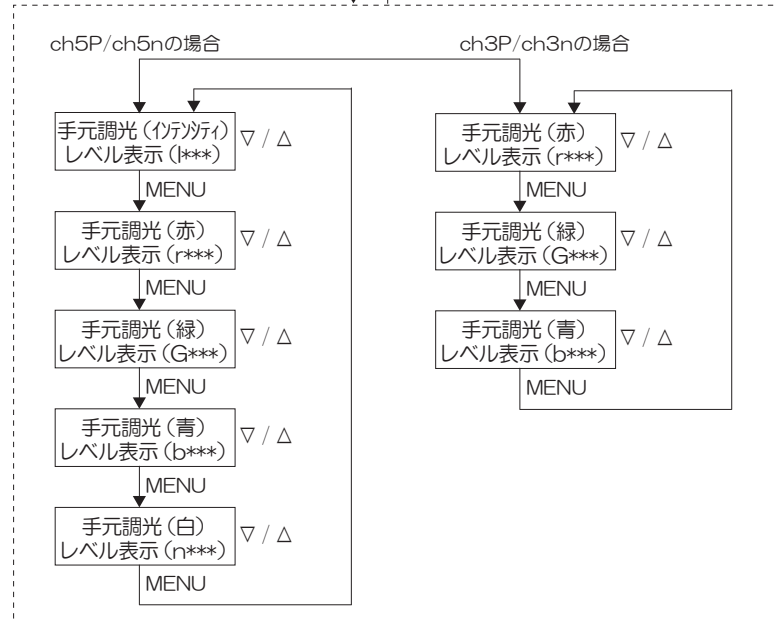 ch5P/ch5nの場合
手元調光(インテンシティ)
レベル表示(I***)
▽/△
MENU
手元調光(赤)
レベル表示(r***)
▽/△
MENU
手元調光(緑)
レベル表示(G***)
▽/△
MENU
手元調光(青)
レベル表示(b***)
▽/△
MENU
手元調光(白)
レベル表示(n***)
▽/△
MENU
ch3P/ch3nの場合
手元調光(赤)
レベル表示(r***)
▽/△
MENU
手元調光(緑)
レベル表示(G***)
▽/△
MENU
手元調光(青)
レベル表示(b***)
▽/△
MENU